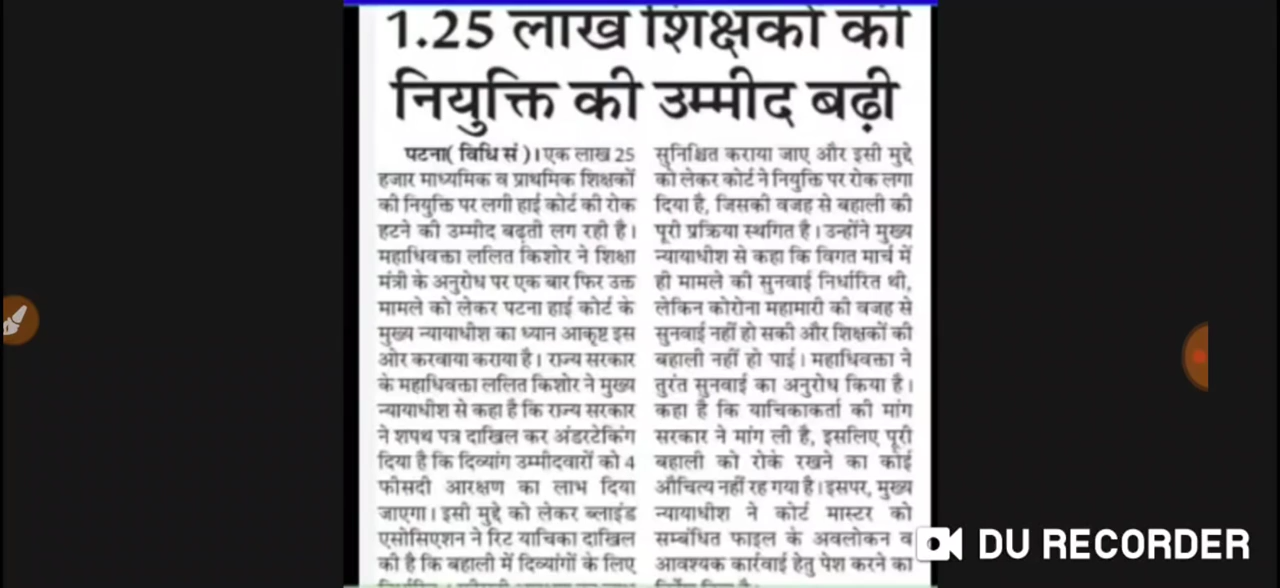 1.25 लाख शिक्षकों की
नियुक्ति की उम्मीद बढ़ी
पटना( विधि सं )। एक लाख 25
हजार माध्यमिक व प्राथमिक शिक्षकों
की नियुक्ति पर लगी हाई कोर्ट की रोक
हटने की उम्मीद बढ़ती लग रही है।
महाधिवक्ता ललित किशोर ने शिक्षा
मंत्री के अनुरोध पर एक बार फिर उक्त
मामले को लेकर पटना हाई कोर्ट के
मुख्य न्यायाधीश का ध्यान आकृष्ट इस
ओर करवाया कराया है। राज्य सरकार
के महाधिवक्ता ललित किशोर ने मुख्य
न्यायाधीश से कहा है कि राज्य सरकार
ने शपथ पत्र दाखिल कर अंडरटेकिंग
दिया है कि दिव्यांग उम्मीदवारों को 4
फीसदी आरक्षण का लाभ दिया
जाएगा। इसी मुद्दे को लेकर ब्लाइंड
एसोसिएशन ने रिट याचिका दाखिल
की है कि बहाली में दिव्यांगों के लिए
सुनिश्चित कराया जाए और इसी मुद्दे
को लेकर कोर्ट ने नियुक्ति पर रोक लगा
दिया है, जिसकी वजह से बहाली की
पूरी प्रक्रिया स्थगित है। उन्होंने मुख्य
न्यायाधीश से कहा कि विगत मार्च में
ही मामले की सुनवाई निर्धारित थी,
लेकिन कोरोना महामारी की वजह से
सुनवाई नहीं हो सकी और शिक्षकों की
बहाली नहीं हो पाई। महाधिवक्ता ने
तुरंत सुनवाई का अनुरोध किया है।
कहा है कि याचिकाकर्ता की मांग
सरकार ने मांग ली है, इसलिए पूरी
बहाली को रोके रखने का कोई
औचित्य नहीं रह गया है। इसपर, मुख्य
न्यायाधीश ने कोर्ट मास्टर को
सम्बंधित फाइल के अवलोकन व
आवश्यक कार्रवाई हेतु पेश करने का
DU RECORDER